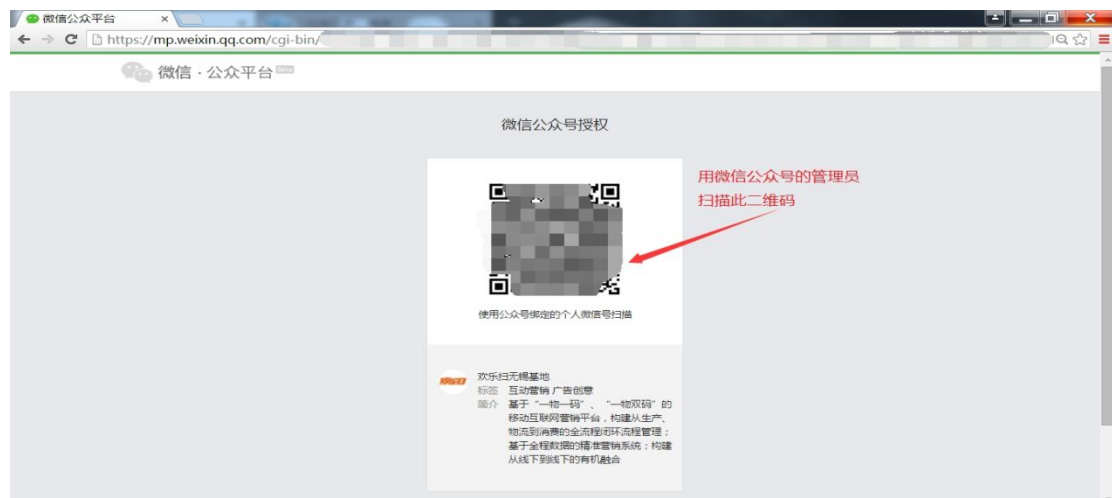 微信公众平台
https://mp.weixin.qq.com/cgi-bin/
微信·公众平台
微信公众号授权
用微信公众号的管理员
扫描此二维码
使用公众号绑定的个人微信号扫描
欢乐扫无锡基地
标签 互动营销 广告创意
简介 基于“一物一码”、“一物双码”的
移动互联网营销平台，构建从生产、
物流到消费的全流程闭环流程管理；
基于全程数据的精准营销系统；构建
从线下到线下的有机融合